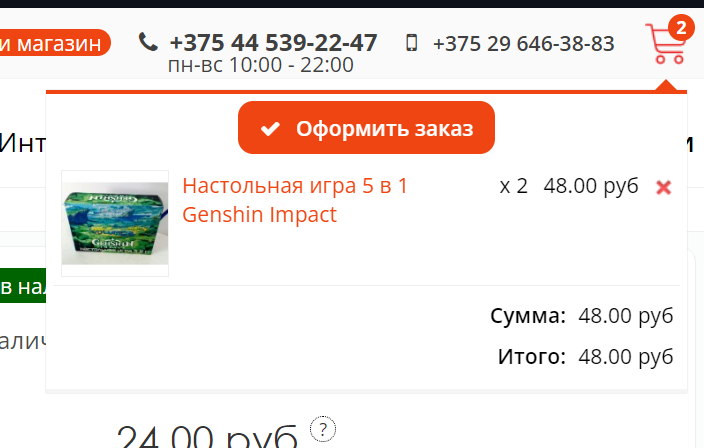 и магазин
+375 44 539-22-47
+375 29 646-38-83
2
пн-вс 10:00 - 22:00
Оформить заказ
Инт
и
Настольная игра 5 в 1
Genshin Impact
x 2 48.00 руб
GENSHIN
в нал
алич
Сумма: 48.00 руб
Итого: 48.00 руб
24.00 руб ?